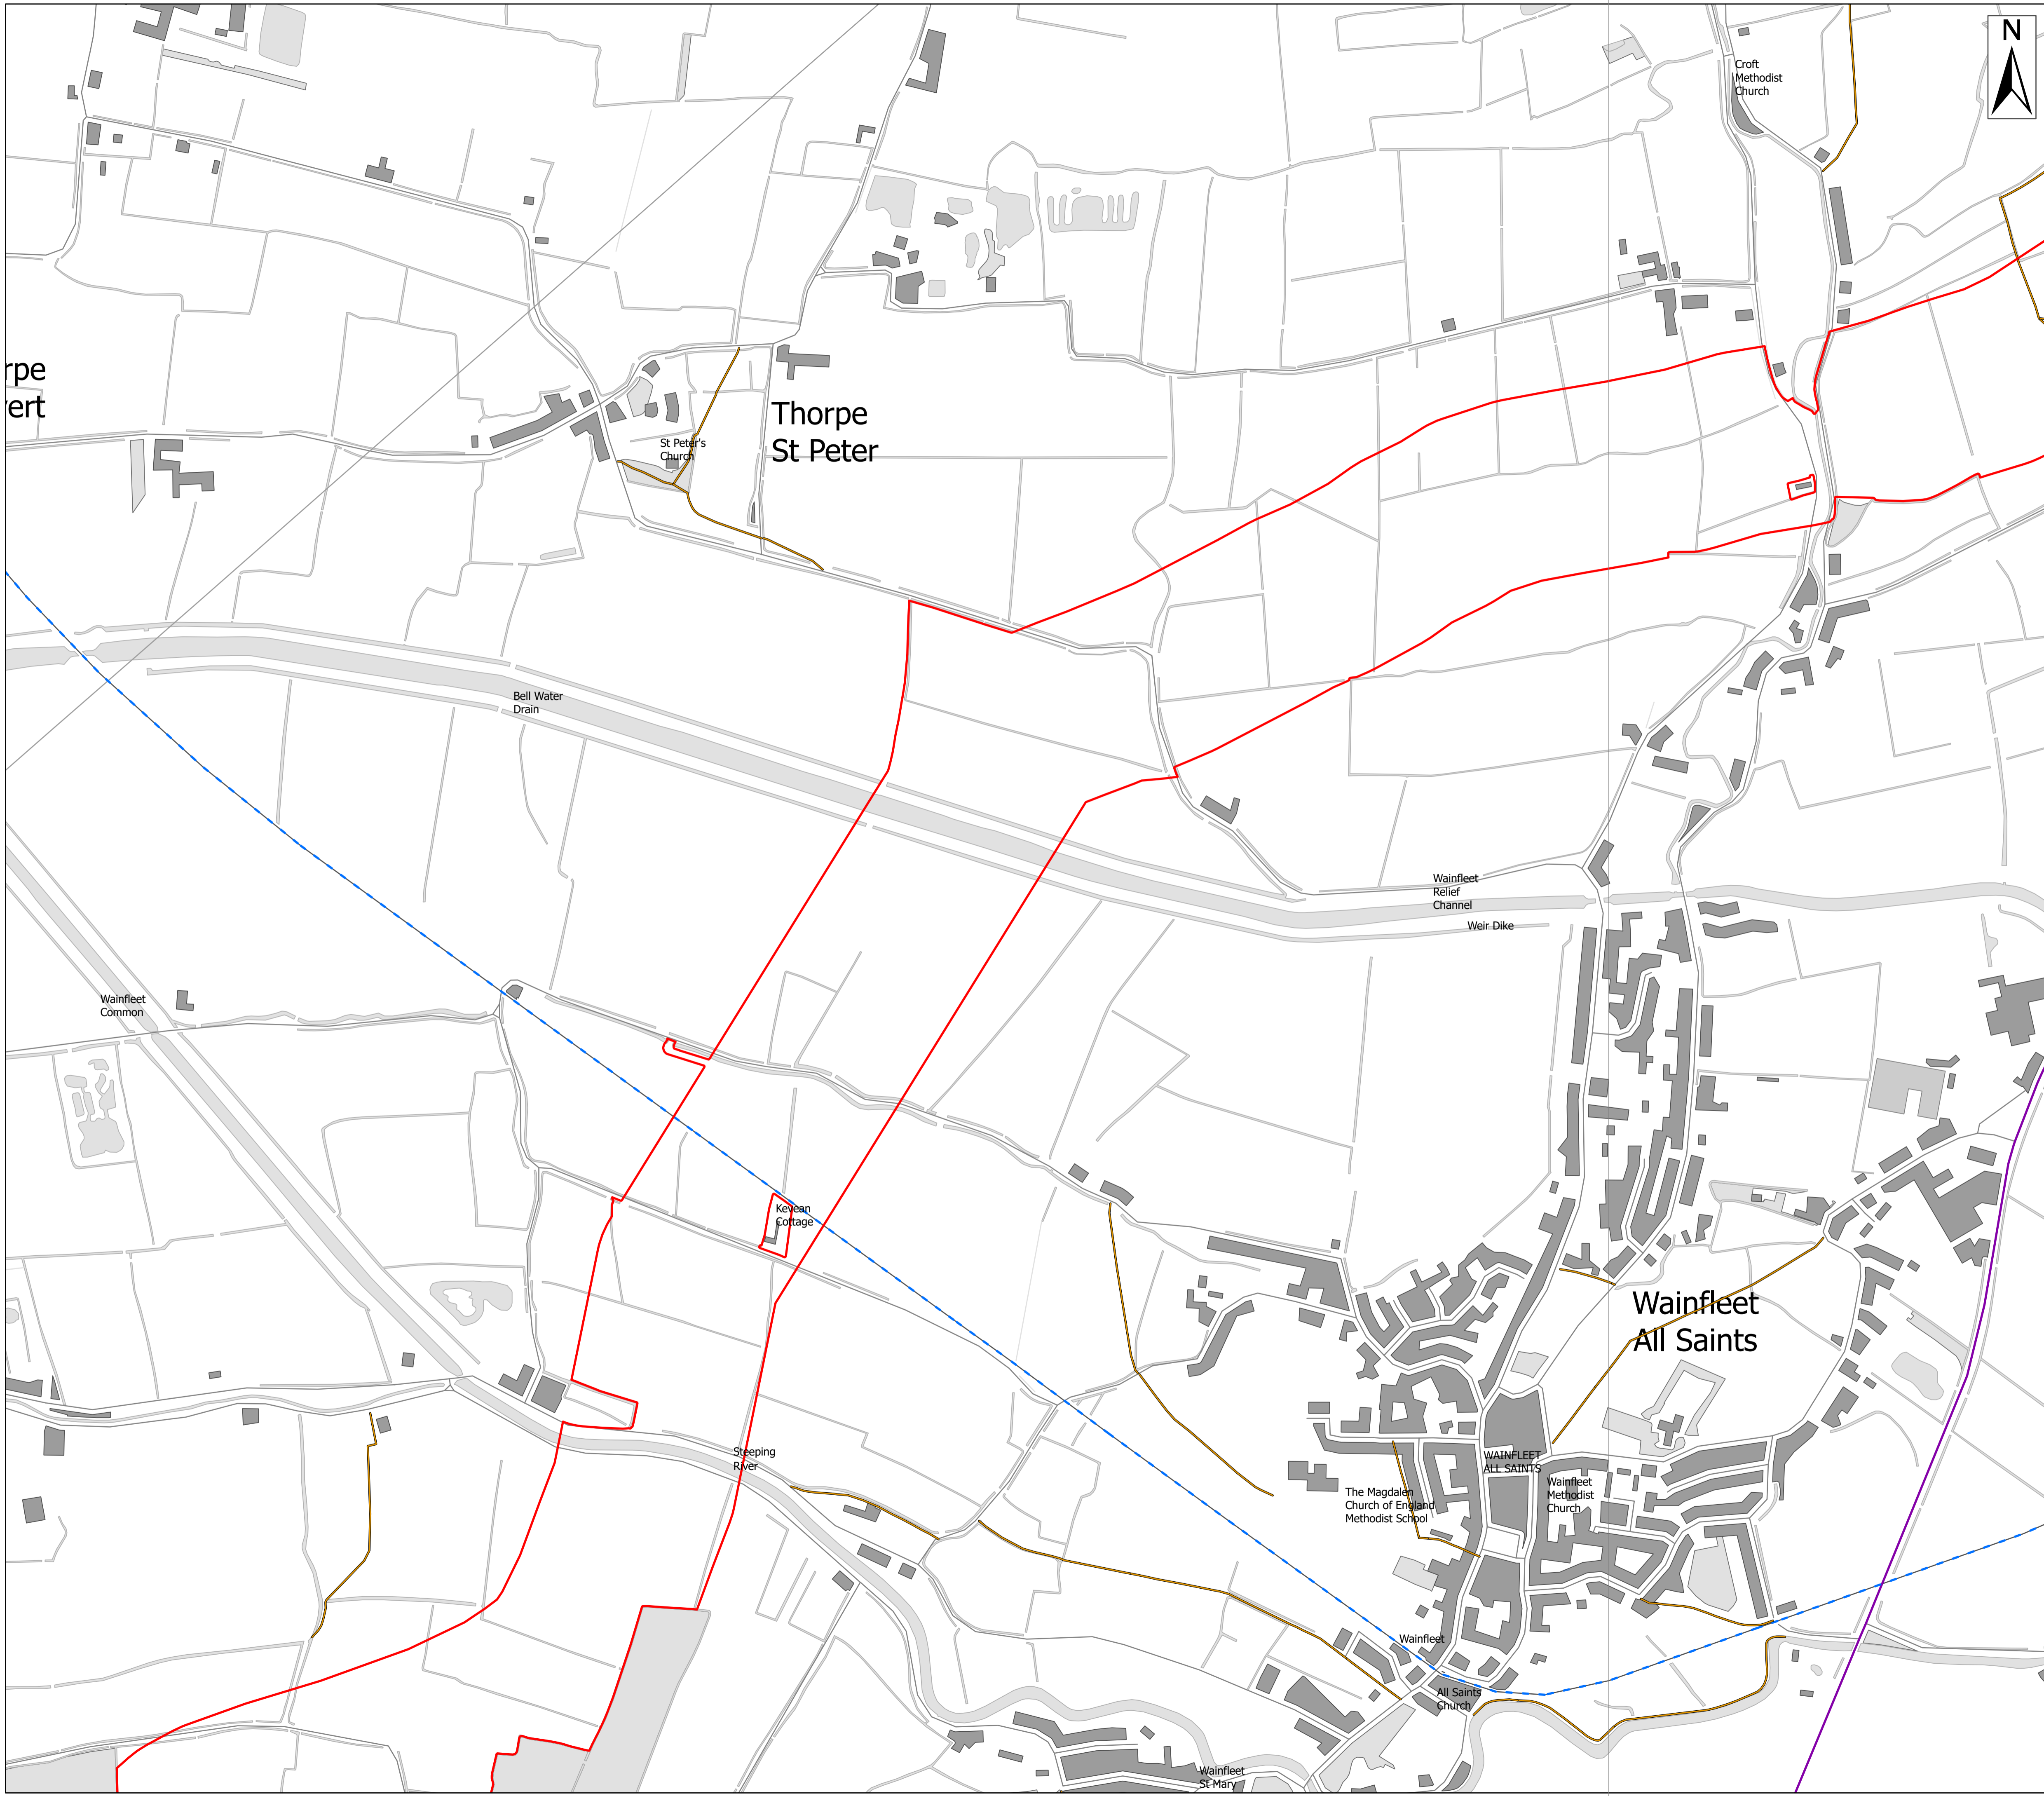 N
Croft
Methodist
Church
rpe
vert
Thorpe
St Peter
St Peter's
Church
Bell Water
Drain
Wainfleet
Relief
Channel
Weir Dike
Wainfleet
Common
Kevean
Cottage
Wainfleet
All Saints
Steeping
River
WAINFLEET
ALL SAINTS
Wainfleet
Methodist
Church
The Magdalen
Church of England
Methodist School
Wainfleet
All Saints
Church
Wainfleet
St Mary